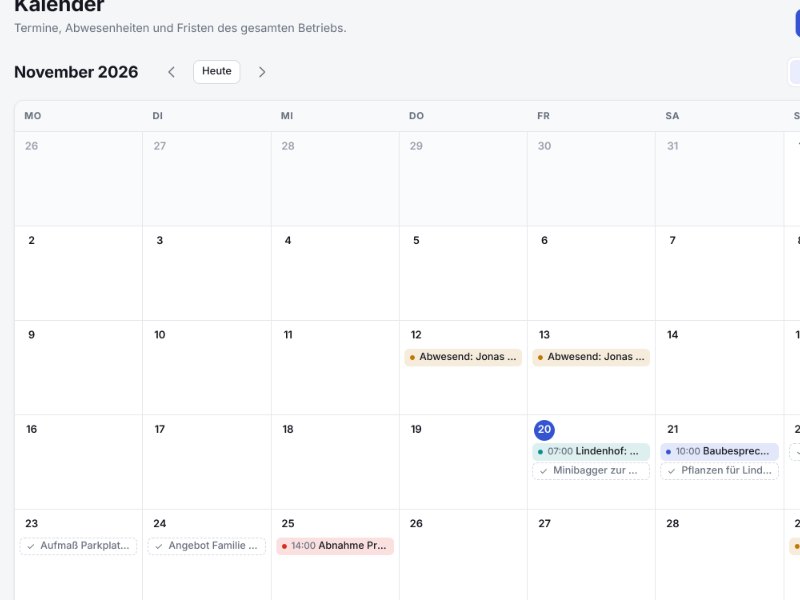 Kalender
Termine, Abwesenheiten und Fristen des gesamten Betriebs.
November 2026
Heute
MO DI MI DO FR SA
26 27 28 29 30 31
2 3 4 5 6 7
9 10 11 12 13 14
Abwesend: Jonas ... Abwesend: Jonas ...
16 17 18 19 20 21
07:00 Lindenhof: ... 10:00 Baubesprec...
Minibagger zur ... Pflanzen für Lind...
23 24 25 26 27 28
Aufmaß Parkplat... Angebot Familie ... 14:00 Abnahme Pr...